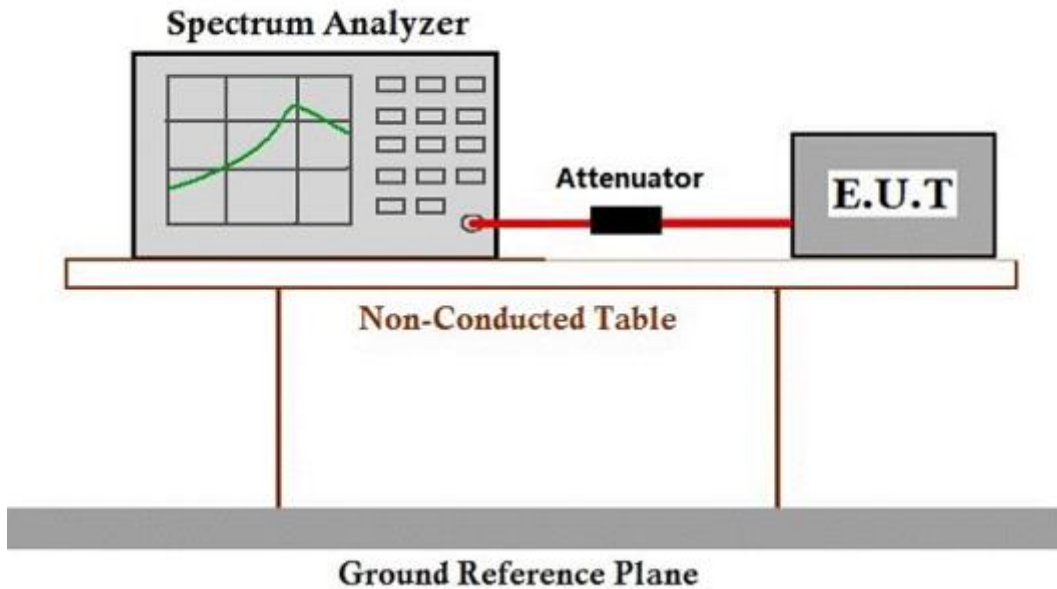 Spectrum Analyzer
Attenuator
E.U.T
Non-Conducted Table
Ground Reference Plane